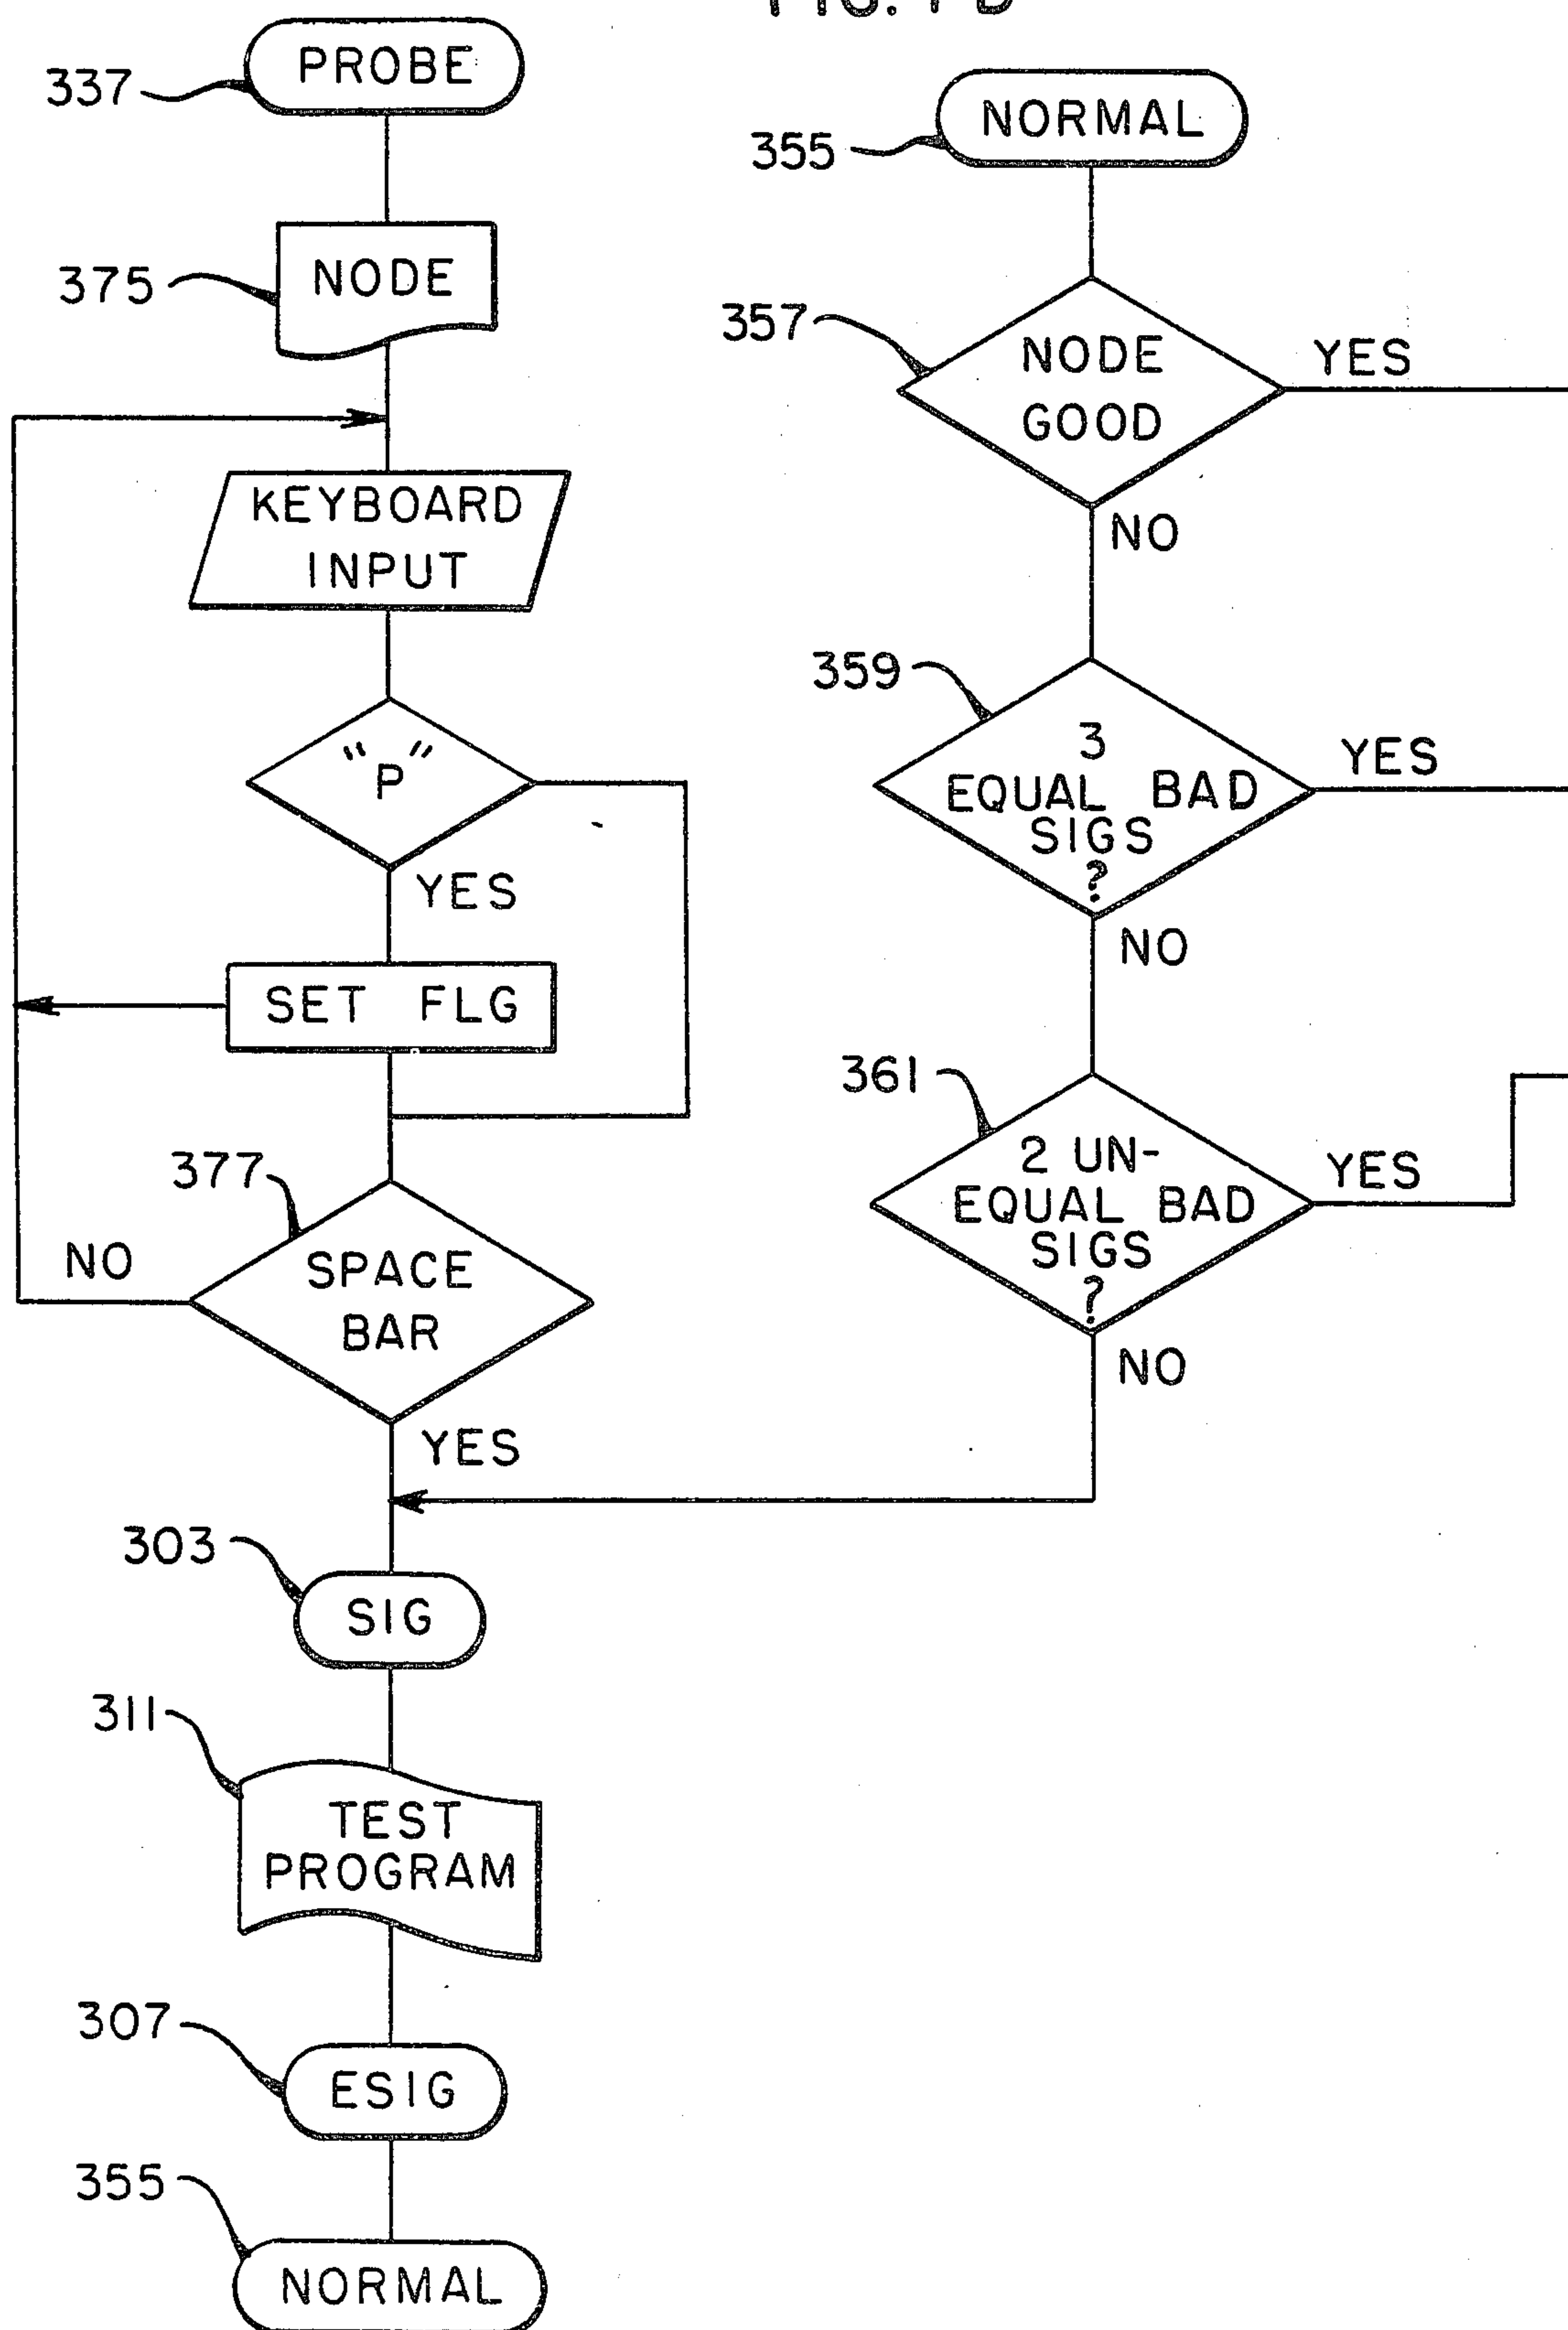 337
PROBE
375
NODE
KEYBOARD
INPUT
“P”
YES
SET FLG
377
SPACE
BAR
NO
YES
303
SIG
311
TEST
PROGRAM
307
ESIG
355
NORMAL
355
NORMAL
357
NODE
GOOD
YES
NO
359
3
EQUAL BAD
SIGS
?
YES
NO
361
2 UN-
EQUAL BAD
SIGS
?
YES
NO